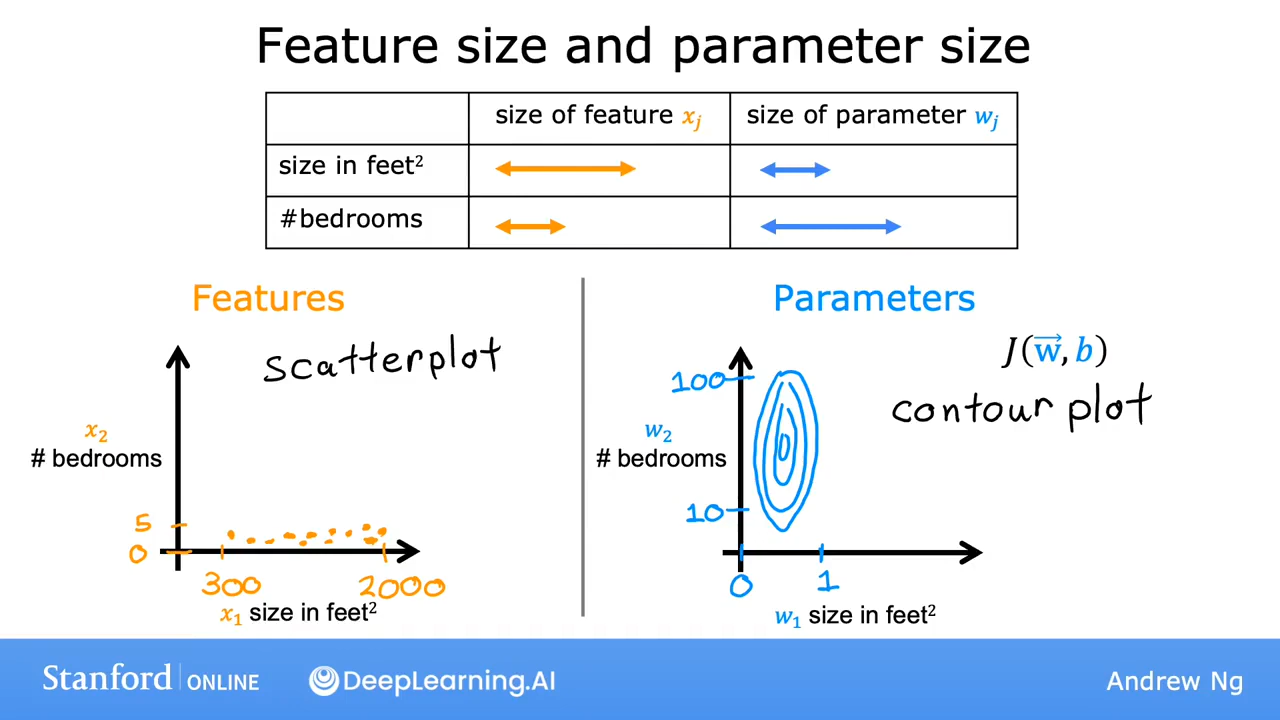 Feature size and parameter size
size of feature xⱼ
size of parameter wⱼ
size in feet²
#bedrooms
Features
scatterplot
x₂
# bedrooms
5
0
300
2000
x₁ size in feet²
Parameters
J(w⃗, b)
contour plot
100
w₂
# bedrooms
10
0
1
w₁ size in feet²
Stanford | ONLINE
DeepLearning.AI
Andrew Ng